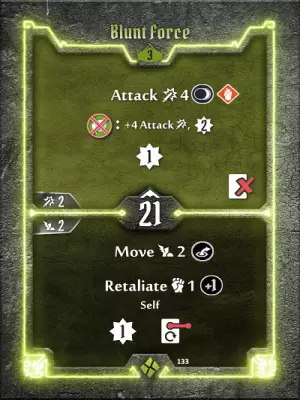 Blunt Force
3
Attack 4
: +4 Attack , 2
1
2
21
2
Move 2
Retaliate 1 +1
Self
1
133